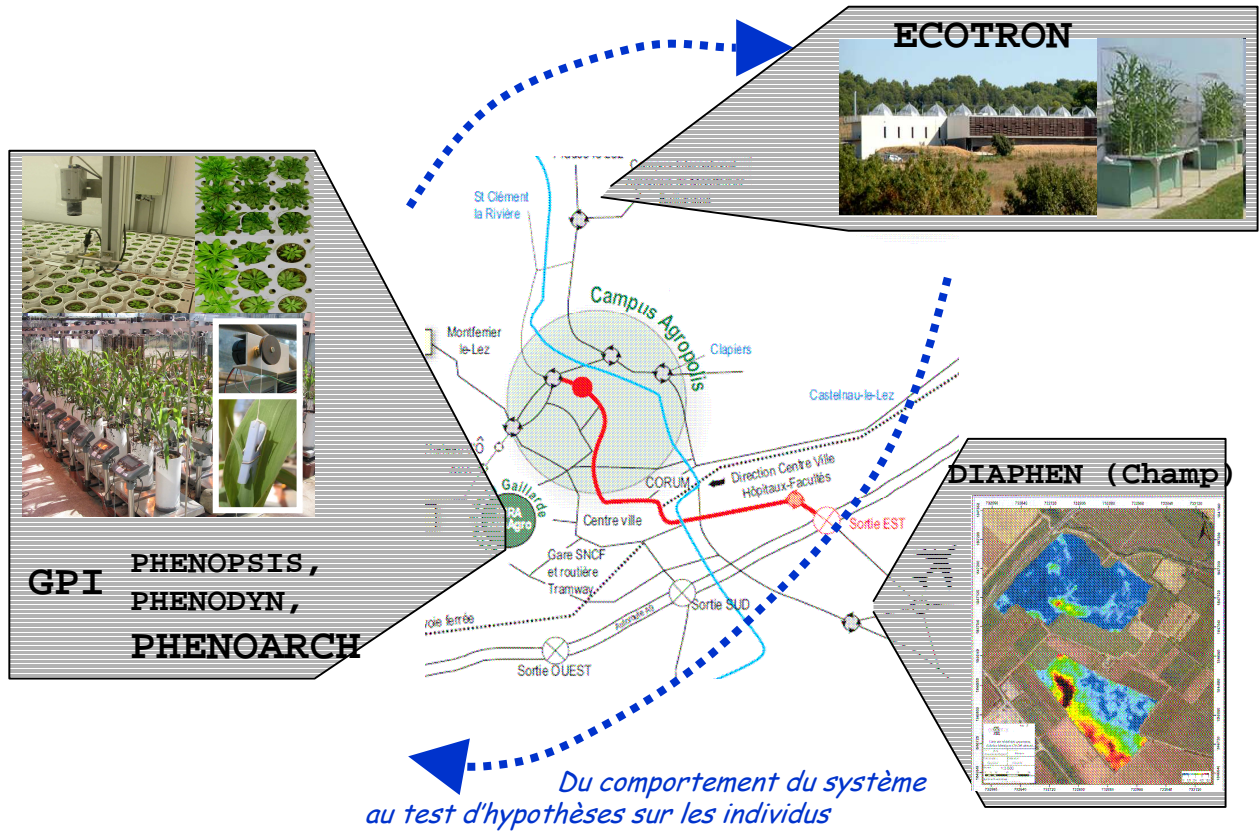 ECOTRON
St Clément
la Rivière
Campus Agropolis
Montferrier
le-Lez
Clapiers
Castelnau-le-Lez
Gaillarde
CORUM
Direction Centre Ville
Hôpitaux-Facultés
Centre ville
Sortie EST
Gare SNCF
et routière
Tramway
Sortie SUD
voie ferrée
Autoroute A9
Sortie OUEST
GPI
PHENOPSIS,
PHENODYN,
PHENOARCH
DIAPHEN (Champ)
Du comportement du système
au test d'hypothèses sur les individus